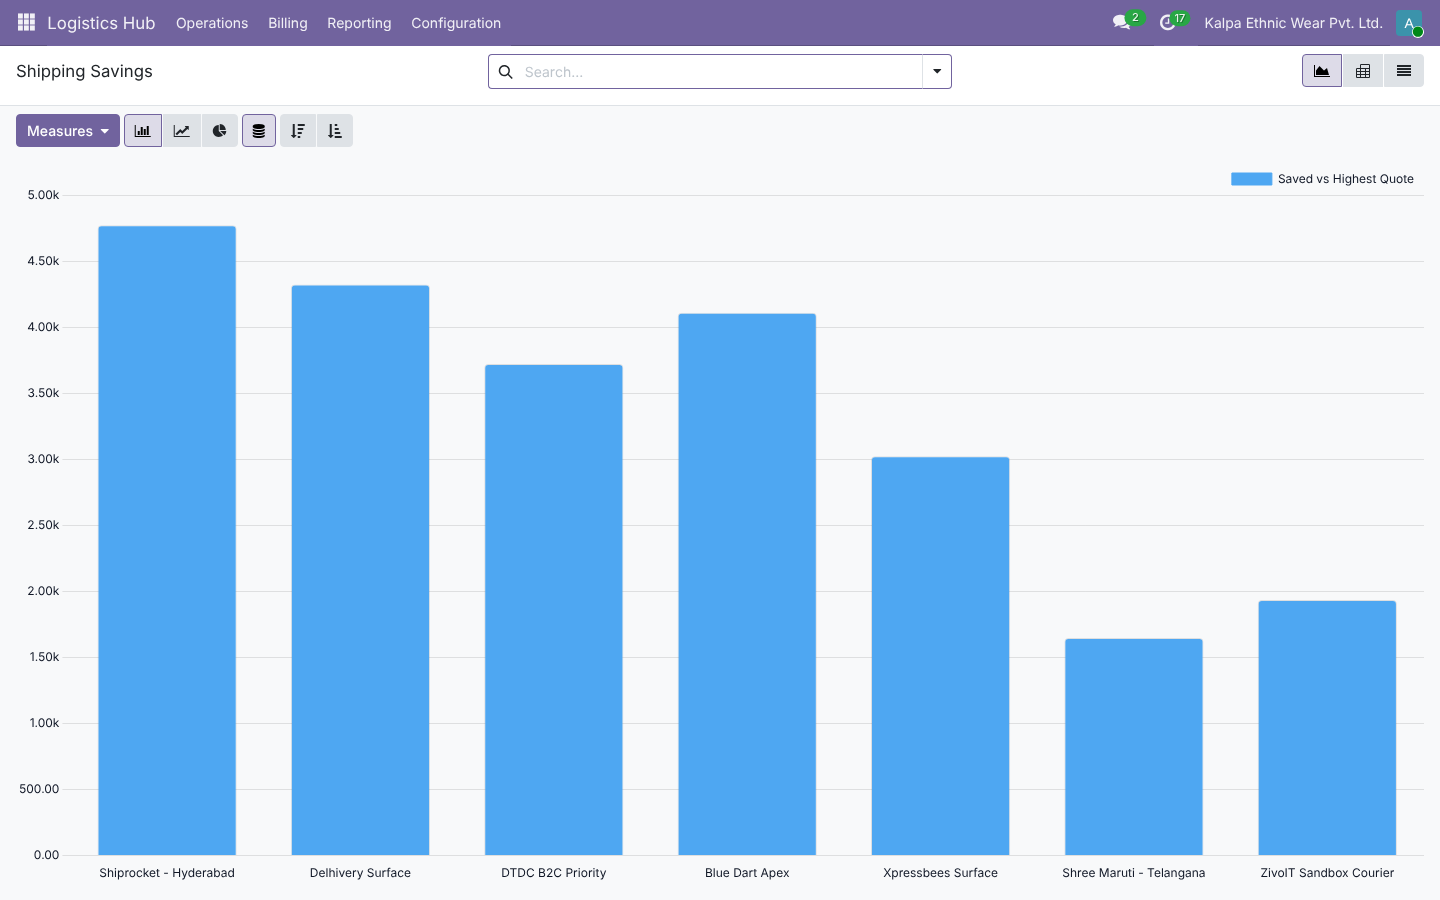 Logistics Hub Operations Billing Reporting Configuration 2 17 Kalpa Ethnic Wear Pvt. Ltd. A
Shipping Savings Search...
Measures
Saved vs Highest Quote
5.00k
4.50k
4.00k
3.50k
3.00k
2.50k
2.00k
1.50k
1.00k
500.00
0.00
Shiprocket - Hyderabad Delhivery Surface DTDC B2C Priority Blue Dart Apex Xpressbees Surface Shree Maruti - Telangana ZivoIT Sandbox Courier